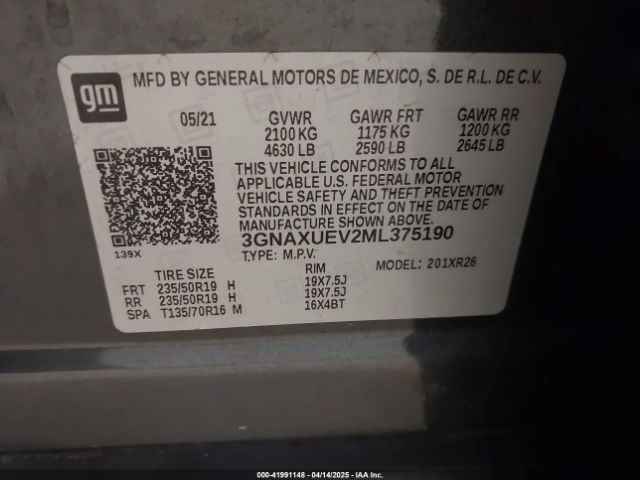 gm
MFD BY GENERAL MOTORS DE MEXICO, S. DE R.L. DE C.V.
05/21 GVWR GAWR FRT GAWR RR
2100 KG 1175 KG 1200 KG
4630 LB 2590 LB 2645 LB
THIS VEHICLE CONFORMS TO ALL
APPLICABLE U.S. FEDERAL MOTOR
VEHICLE SAFETY AND THEFT
PREVENTION STANDARDS IN EFFECT
ON THE DATE OF MANUFACTURE SHOWN ABOVE.
139X 3GNAXUEV2ML375190
TYPE: M.P.V. MODEL: 201XR26
TIRE SIZE RIM
FRT 235/50R19 H 19X7.5J
RR 235/50R19 H 19X7.5J
SPA T135/70R16 M 16X4BT
000-41991148 - 04/14/2025 - IAA Inc.